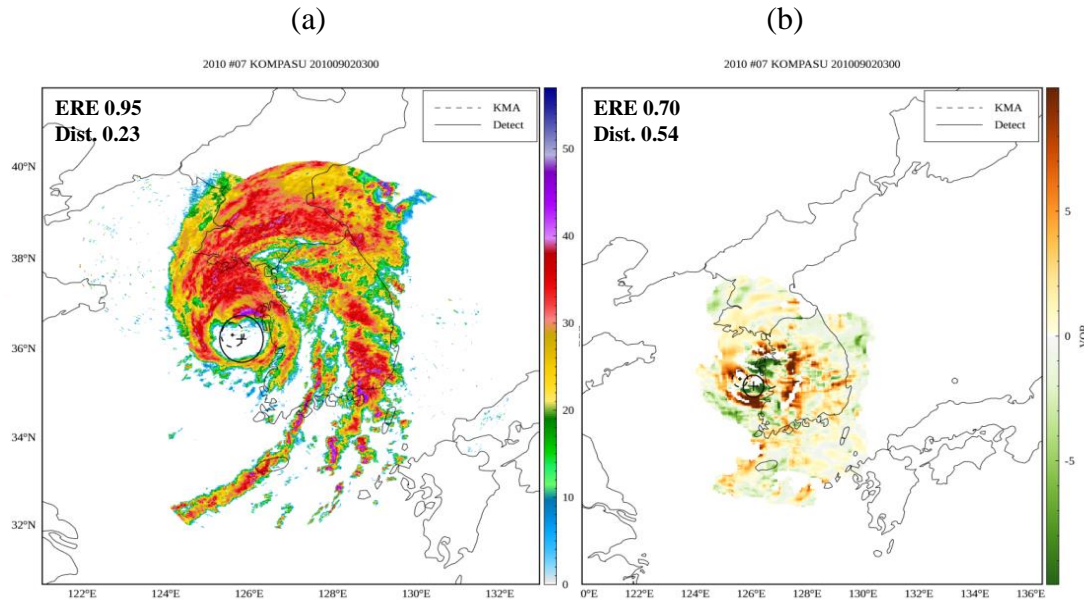 (a)
(b)
2010 #07 KOMPASU 201009020300
2010 #07 KOMPASU 201009020300
ERE 0.95
Dist. 0.23
KMA
Detect
ERE 0.70
Dist. 0.54
KMA
Detect
40°N
38°N
36°N
34°N
32°N
50
40
30
20
10
0
5
0
-5
VOR
122°E 124°E 126°E 128°E 130°E 132°E
0°E 122°E 124°E 126°E 128°E 130°E 132°E 134°E 136°E